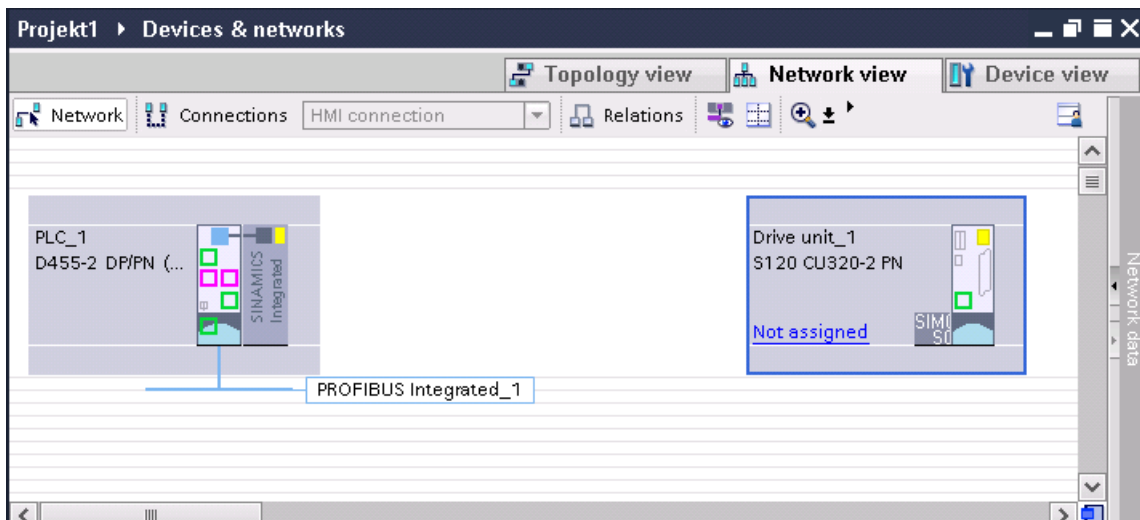 Projekt1 ▸ Devices & networks
Topology view
Network view
Device view
Network
Connections
HMI connection
Relations
PLC_1
D455-2 DP/PN (...
SINAMICS
Integrated
Drive unit_1
S120 CU320-2 PN
Not assigned
PROFIBUS Integrated_1
Network data